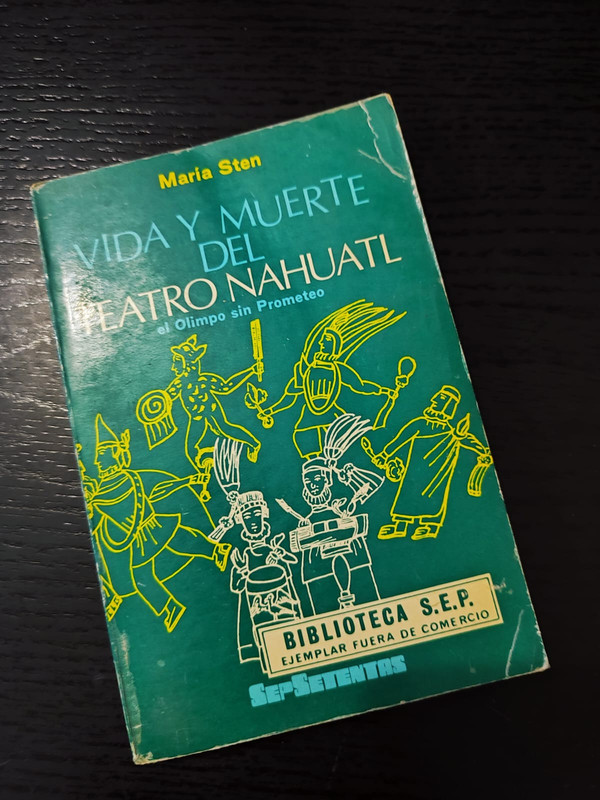 María Sten
VIDA Y MUERTE
DEL
TEATRO NAHUATL
el Olimpo sin Prometeo
BIBLIOTECA S.E.P.
EJEMPLAR FUERA DE COMERCIO
SEPSETENTAS